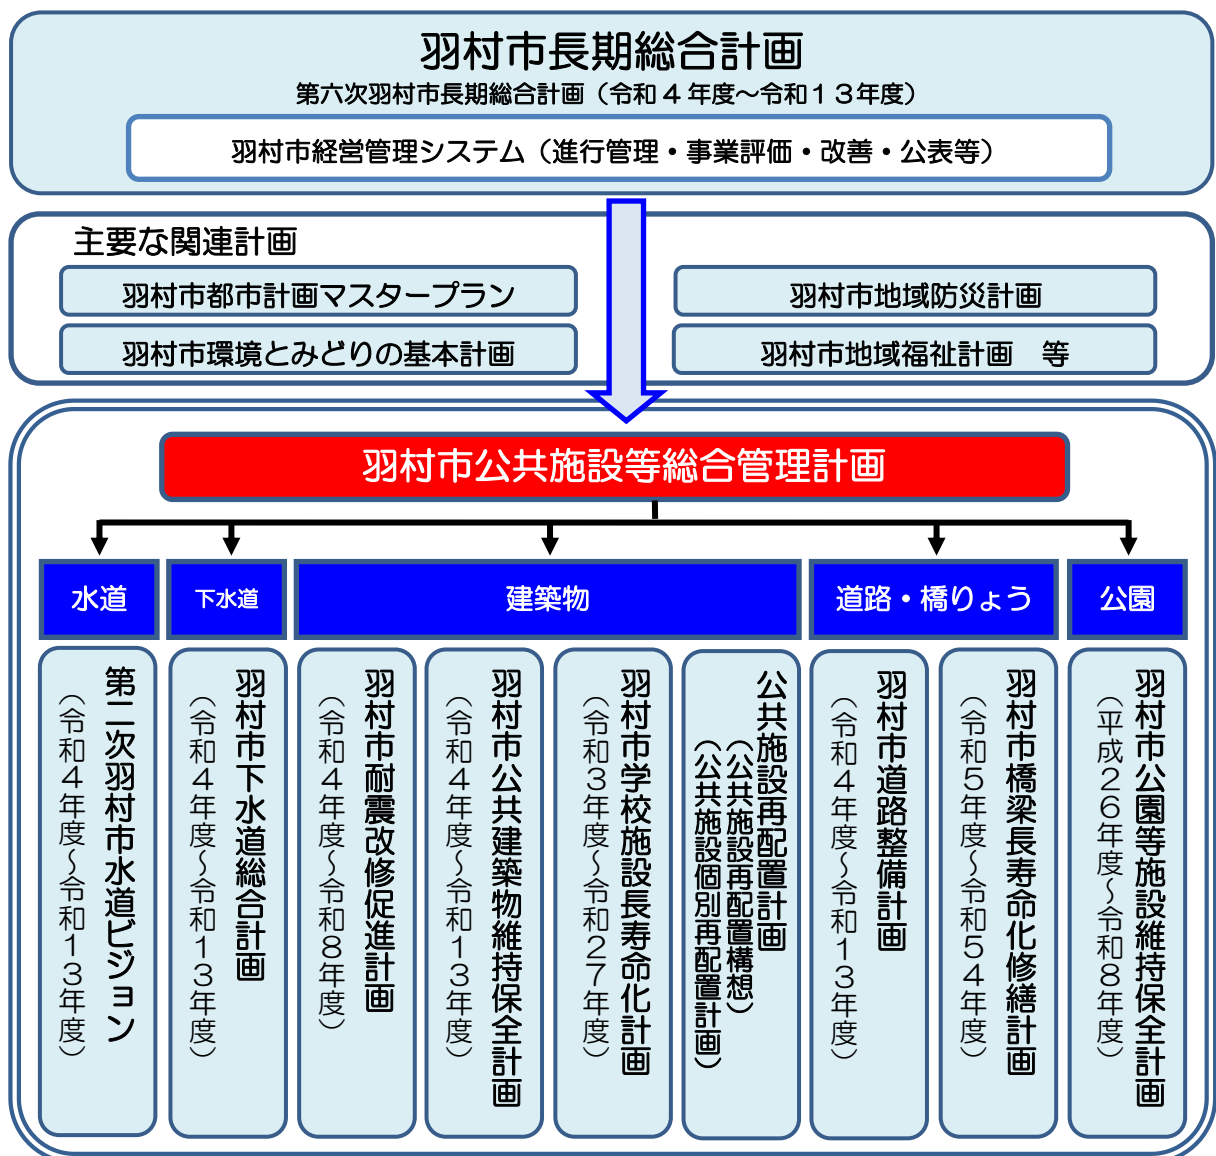 羽村市長期総合計画
第六次羽村市長期総合計画（令和４年度～令和１３年度）
羽村市経営管理システム（進行管理・事業評価・改善・公表等）
主要な関連計画
羽村市都市計画マスタープラン
羽村市地域防災計画
羽村市環境とみどりの基本計画
羽村市地域福祉計画　等
羽村市公共施設等総合管理計画
水道
下水道
建築物
道路・橋りょう
公園
第二次羽村市水道ビジョン
（令和４年度～令和１３年度）
羽村市下水道総合計画
（令和４年度～令和１３年度）
羽村市耐震改修促進計画
（令和４年度～令和８年度）
羽村市公共建築物維持保全計画
（令和４年度～令和１３年度）
羽村市学校施設長寿命化計画
（令和３年度～令和２７年度）
公共施設再配置計画
（公共施設再配置構想）
（公共施設個別再配置計画）
羽村市道路整備計画
（令和４年度～令和１３年度）
羽村市橋梁長寿命化修繕計画
（令和５年度～令和５４年度）
羽村市公園等施設維持保全計画
（平成２６年度～令和８年度）